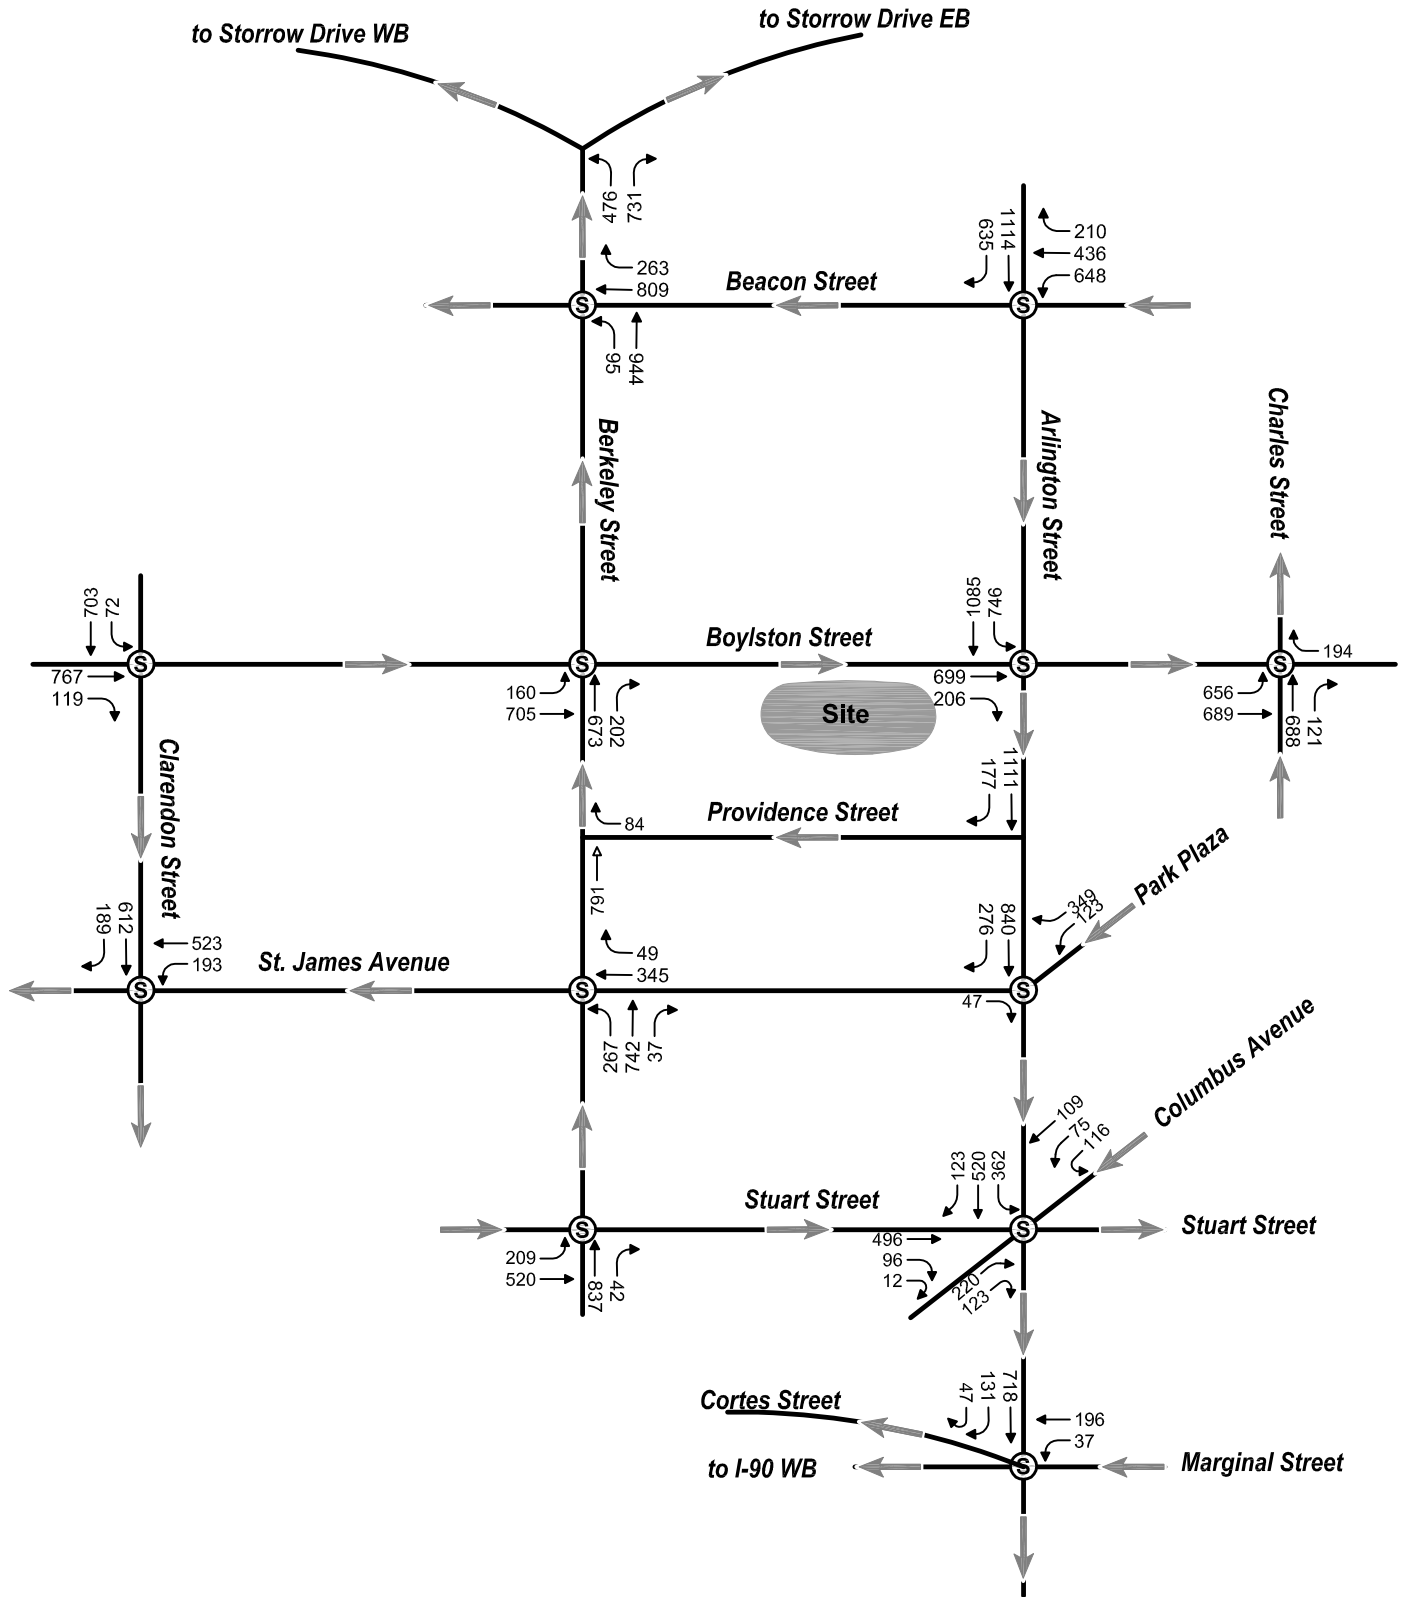 to Storrow Drive WB
to Storrow Drive EB
476
731
263
809
Beacon Street
635
1114
210
436
648
S
S
95
944
Berkeley Street
Arlington Street
Charles Street
703
72
767
119
S
Boylston Street
160
705
S
673
202
Site
1085
746
699
206
S
194
656
689
S
688
121
Clarendon Street
Providence Street
84
791
177
1111
Park Plaza
189
612
523
193
S
St. James Avenue
49
345
S
267
742
37
276
840
349
123
47
S
Columbus Avenue
109
75
116
Stuart Street
123
520
362
209
520
S
837
42
496
96
12
220
123
S
Stuart Street
Cortes Street
47
131
718
196
37
to I-90 WB
S
Marginal Street